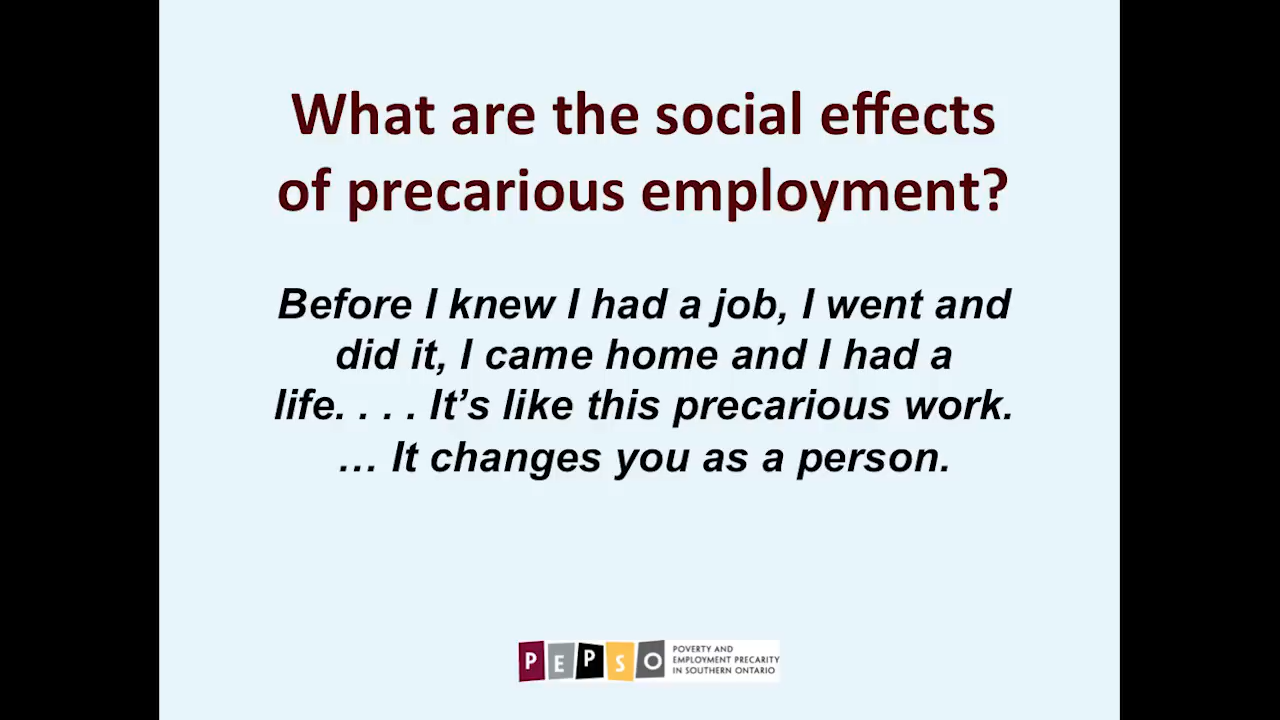 What are the social effects
of precarious employment?
Before I knew I had a job, I went and
did it, I came home and I had a
life. . . . It’s like this precarious work.
… It changes you as a person.
PEPSO
POVERTY AND
EMPLOYMENT PRECARITY
IN SOUTHERN ONTARIO